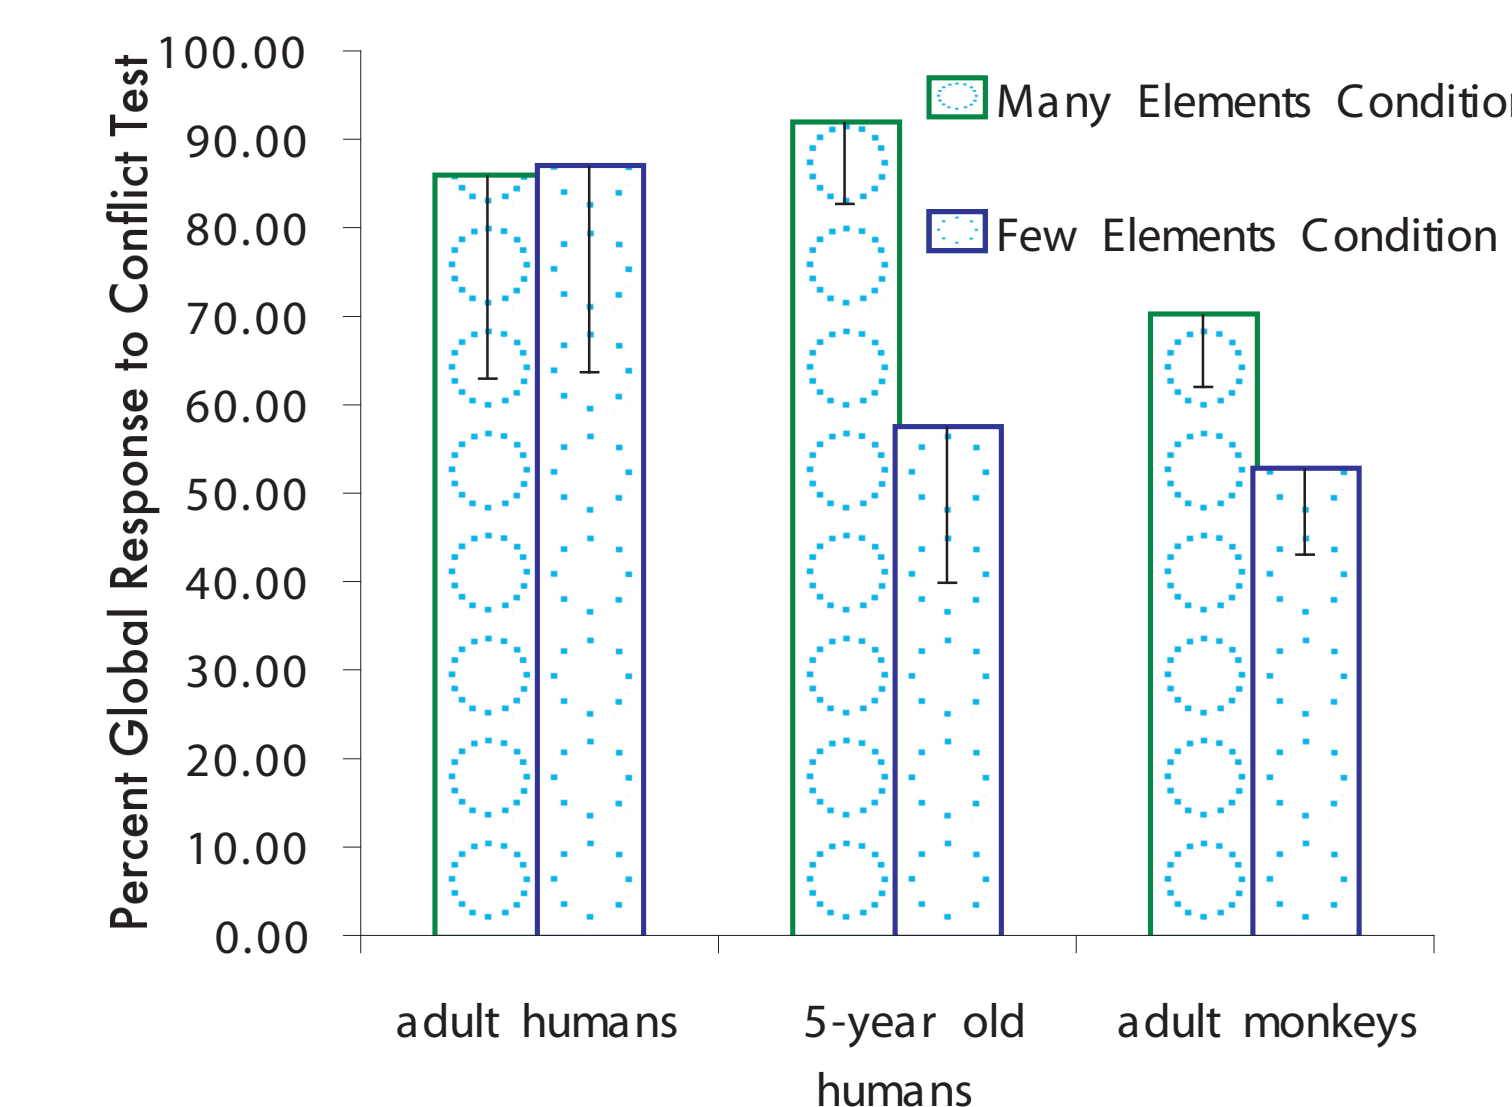 Percent Global Response to Conflict Test
100.00
90.00
80.00
70.00
60.00
50.00
40.00
30.00
20.00
10.00
0.00
Many Elements Condition
Few Elements Condition
adult humans
5-year old
humans
adult monkeys